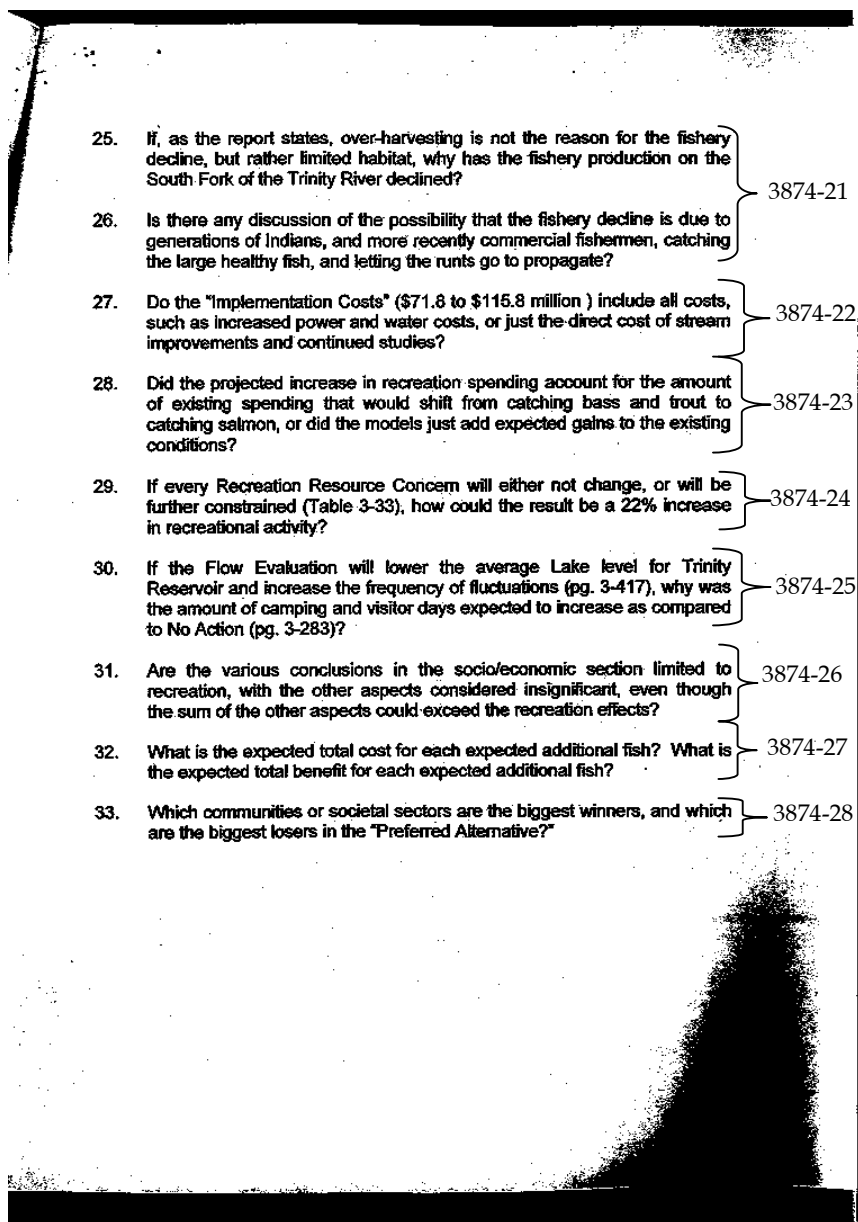 25. If, as the report states, over-harvesting is not the reason for the fishery
decline, but rather limited habitat, why has the fishery production on the
South Fork of the Trinity River declined?
3874-21
26. Is there any discussion of the possibility that the fishery decline is due to
generations of Indians, and more recently commercial fishermen, catching
the large healthy fish, and letting the runts go to propagate?
27. Do the "Implementation Costs" ($71.8 to $115.8 million ) include all costs,
such as increased power and water costs, or just the direct cost of stream
improvements and continued studies?
3874-22
28. Did the projected increase in recreation spending account for the amount
of existing spending that would shift from catching bass and trout to
catching salmon, or did the models just add expected gains to the existing
conditions?
3874-23
29. If every Recreation Resource Concern will either not change, or will be
further constrained (Table 3-33), how could the result be a 22% increase
in recreational activity?
3874-24
30. If the Flow Evaluation will lower the average Lake level for Trinity
Reservoir and increase the frequency of fluctuations (pg. 3-417), why was
the amount of camping and visitor days expected to increase as compared
to No Action (pg. 3-283)?
3874-25
31. Are the various conclusions in the socio/economic section limited to
recreation, with the other aspects considered insignificant, even though
the sum of the other aspects could exceed the recreation effects?
3874-26
32. What is the expected total cost for each expected additional fish? What is
the expected total benefit for each expected additional fish?
3874-27
33. Which communities or societal sectors are the biggest winners, and which
are the biggest losers in the "Preferred Alternative?"
3874-28